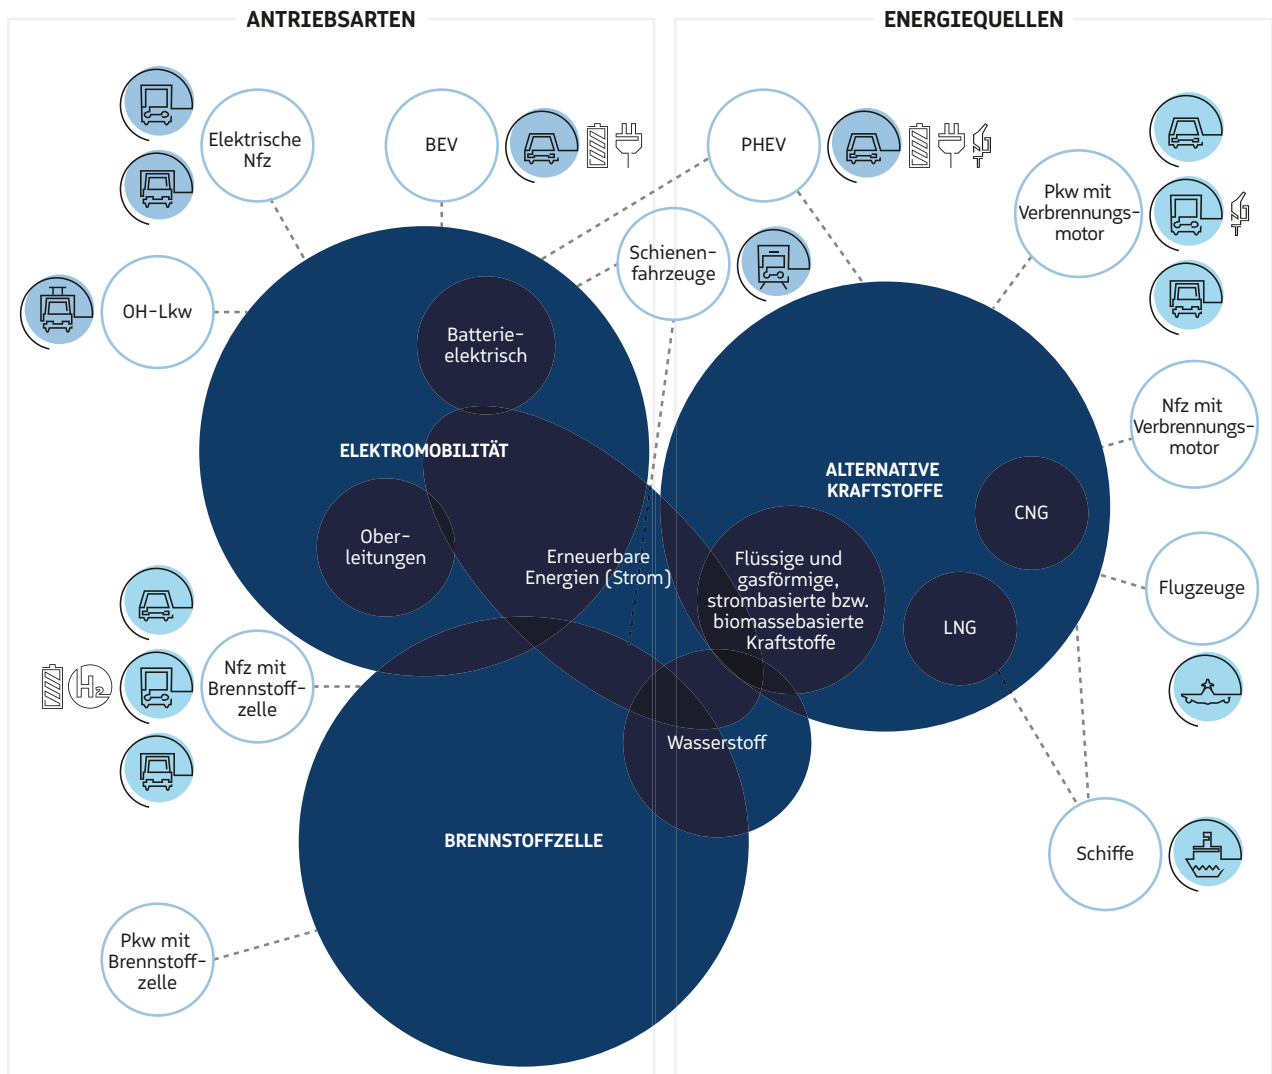 ANTRIEBSARTEN
ENERGIEQUELLEN
Elektrische
Nfz
BEV
PHEV
Pkw mit
Verbrennungs-
motor
Schienen-
fahrzeuge
OH-Lkw
Batterie-
elektrisch
Nfz mit
Verbrennungs-
motor
ELEKTROMOBILITÄT
ALTERNATIVE
KRAFTSTOFFE
CNG
Ober-
leitungen
Erneuerbare
Energien (Strom)
Flüssige und
gasförmige,
strombasierte bzw.
biomassebasierte
Kraftstoffe
LNG
Flugzeuge
H2
Nfz mit
Brennstoff-
zelle
Wasserstoff
BRENNSTOFFZELLE
Schiffe
Pkw mit
Brennstoff-
zelle